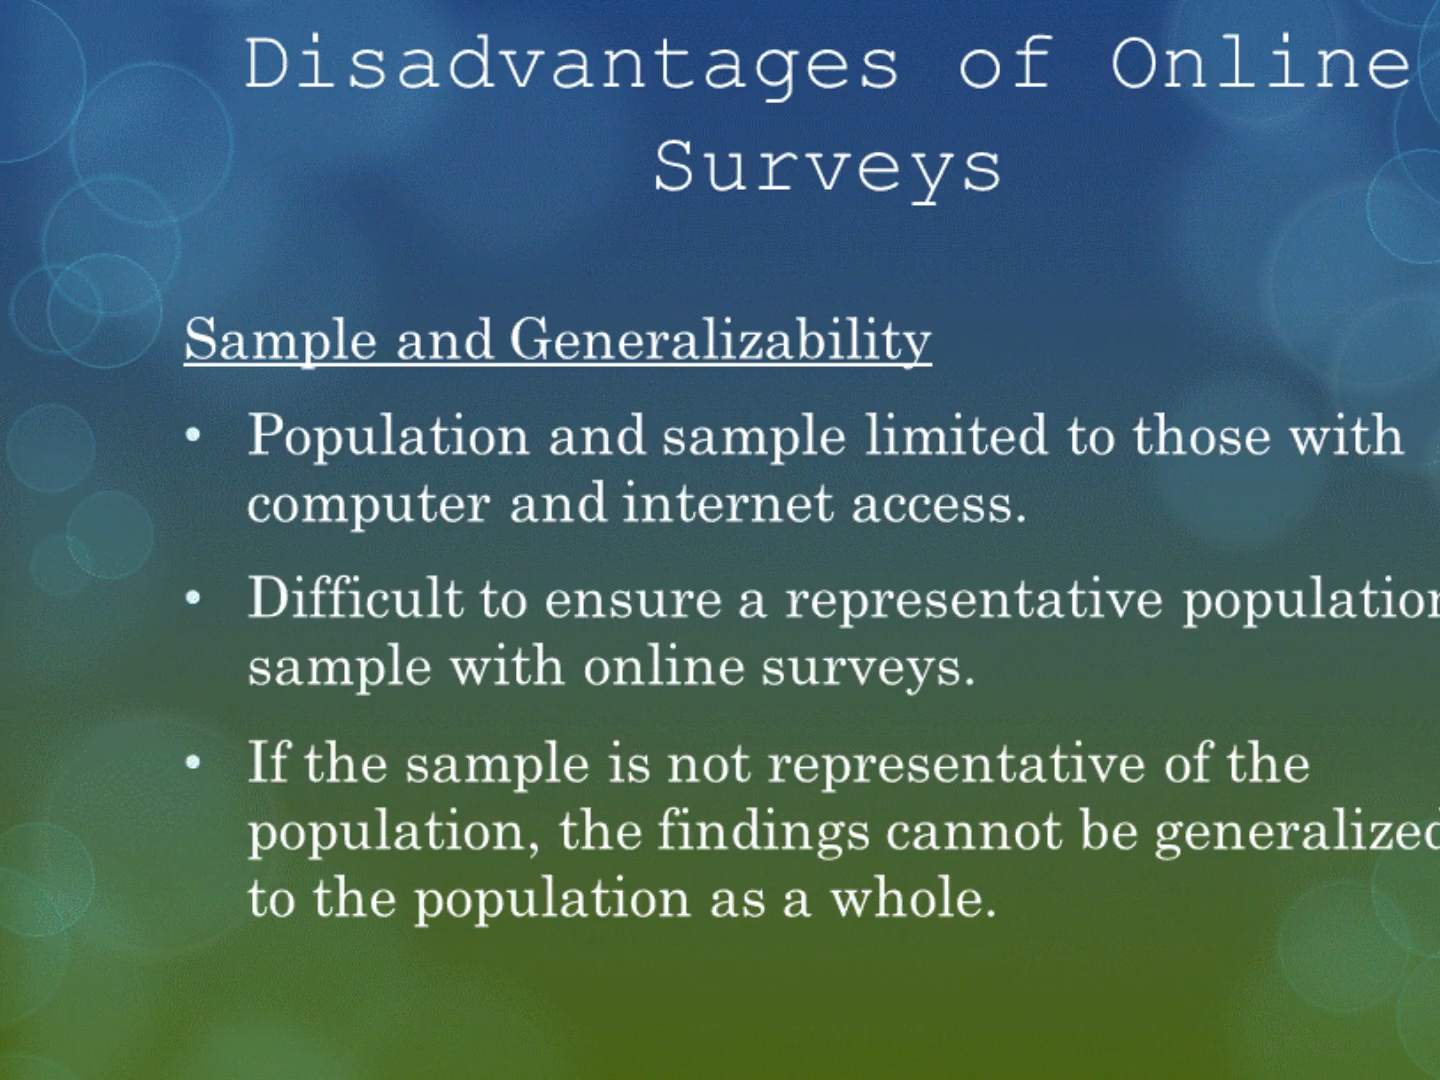 Disadvantages of Online
Surveys
Sample and Generalizability
• Population and sample limited to those with
computer and internet access.
• Difficult to ensure a representative population
sample with online surveys.
• If the sample is not representative of the
population, the findings cannot be generalized
to the population as a whole.